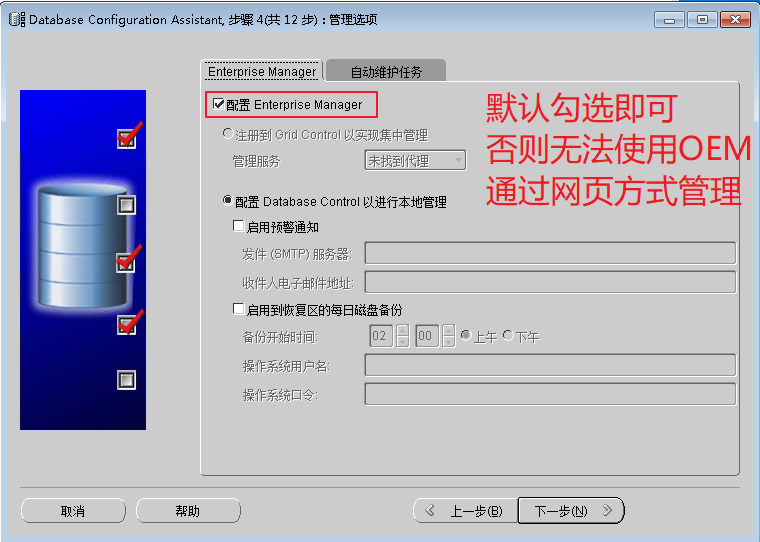 Database Configuration Assistant, 步骤 4(共 12 步) : 管理选项
Enterprise Manager
自动维护任务
配置 Enterprise Manager
注册到 Grid Control 以实现集中管理
管理服务
未找到代理
默认勾选即可
否则无法使用OEM
通过网页方式管理
配置 Database Control 以进行本地管理
启用预警通知
发件 (SMTP) 服务器:
收件人电子邮件地址:
启用到恢复区的每日磁盘备份
备份开始时间:
02
00
上午
下午
操作系统用户名:
操作系统口令:
取消
帮助
上一步(B)
下一步(N)